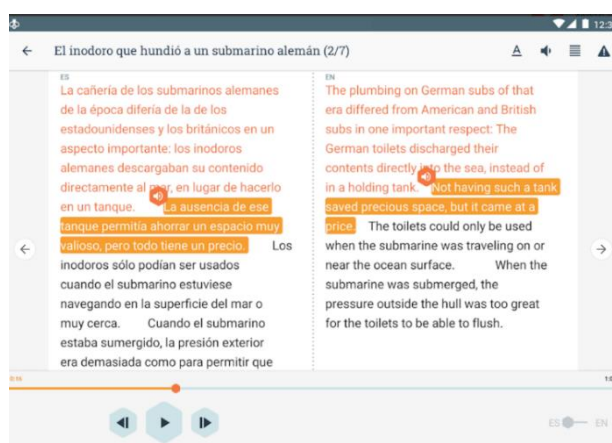 12:3
El inodoro que hundió a un submarino alemán (2/7)
A
ES
La cañería de los submarinos alemanes
de la época difería de la de los
estadounidenses y los británicos en un
aspecto importante: los inodoros
alemanes descargaban su contenido
directamente al mar, en lugar de hacerlo
en un tanque. La ausencia de ese
tanque permitía ahorrar un espacio muy
valioso, pero todo tiene un precio. Los
inodoros sólo podían ser usados
cuando el submarino estuviese
navegando en la superficie del mar o
muy cerca. Cuando el submarino
estaba sumergido, la presión exterior
era demasiada como para permitir que
EN
The plumbing on German subs of that
era differed from American and British
subs in one important respect: The
German toilets discharged their
contents directly into the sea, instead of
in a holding tank. Not having such a tank
saved precious space, but it came at a
price. The toilets could only be used
when the submarine was traveling on or
near the ocean surface. When the
submarine was submerged, the
pressure outside the hull was too great
for the toilets to be able to flush.
ES EN